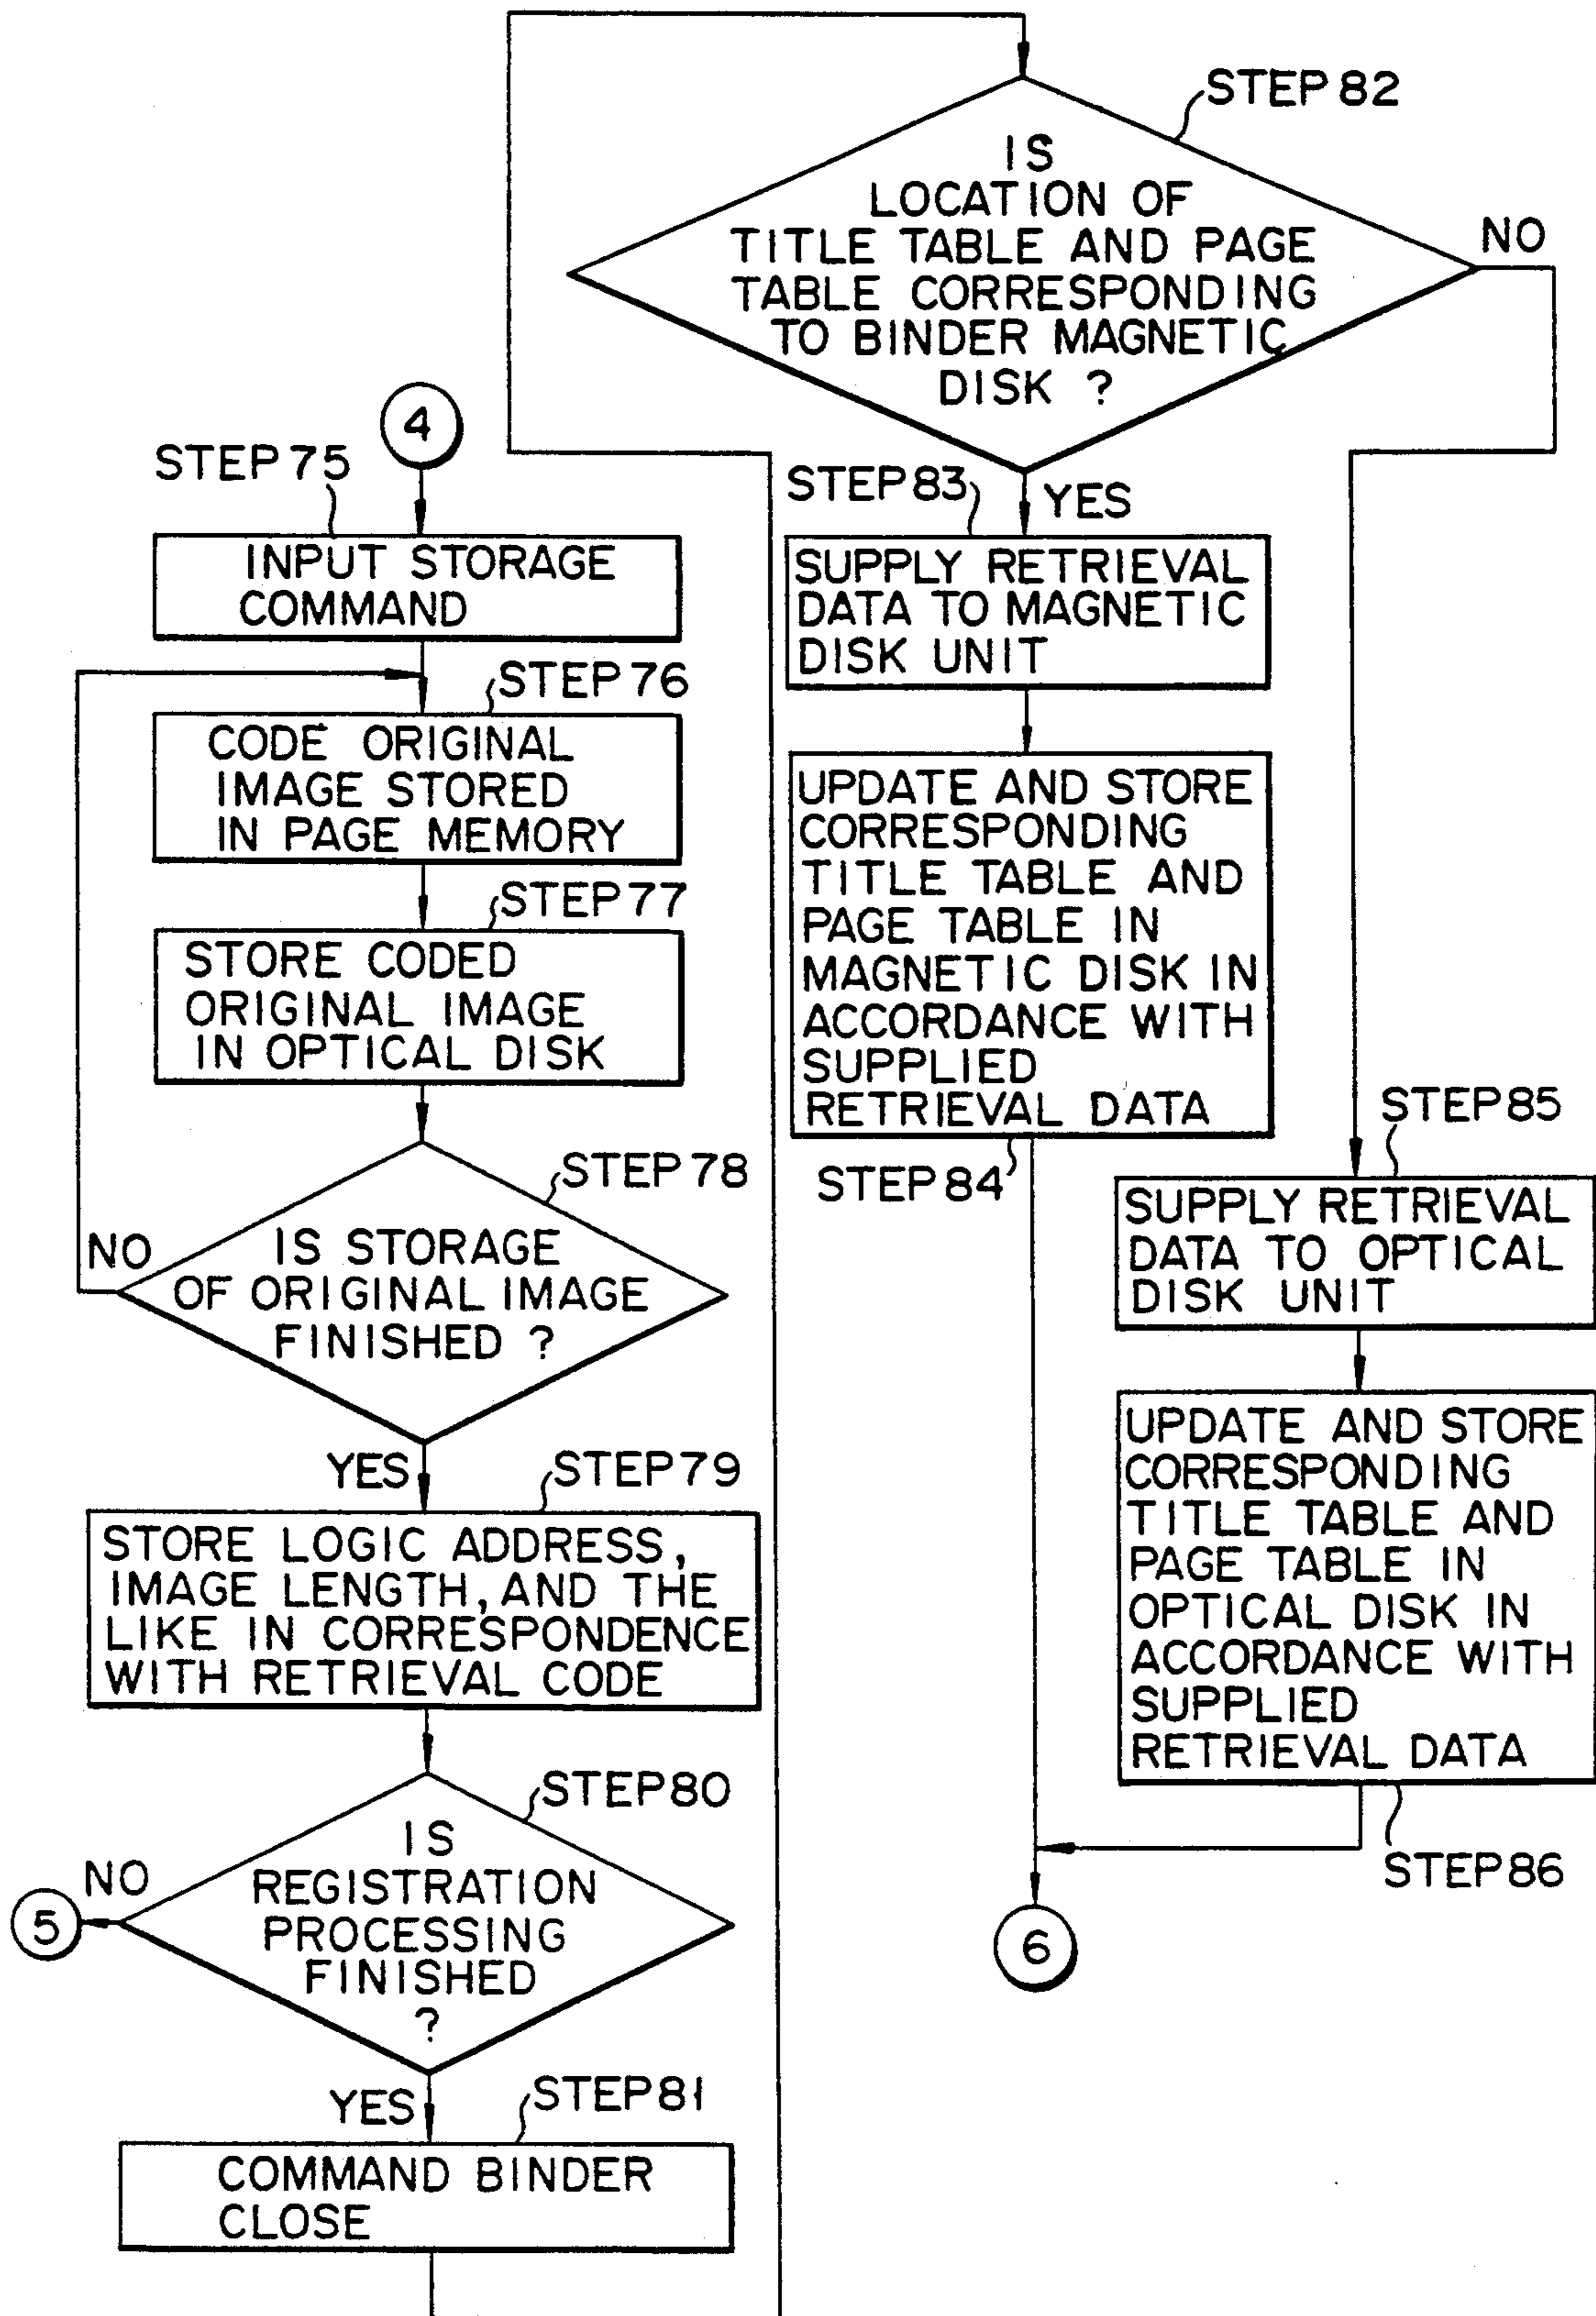 4
STEP 75
INPUT STORAGE
COMMAND
STEP 76
CODE ORIGINAL
IMAGE STORED
IN PAGE MEMORY
STEP 77
STORE CODED
ORIGINAL IMAGE
IN OPTICAL DISK
STEP 78
NO
IS STORAGE
OF ORIGINAL IMAGE
FINISHED ?
YES
STEP 79
STORE LOGIC ADDRESS,
IMAGE LENGTH, AND THE
LIKE IN CORRESPONDENCE
WITH RETRIEVAL CODE
STEP 80
NO
5
IS
REGISTRATION
PROCESSING
FINISHED
?
YES
STEP 81
COMMAND BINDER
CLOSE
STEP 82
IS
LOCATION OF
TITLE TABLE AND PAGE
TABLE CORRESPONDING
TO BINDER MAGNETIC
DISK ?
NO
STEP 83
YES
SUPPLY RETRIEVAL
DATA TO MAGNETIC
DISK UNIT
UPDATE AND STORE
CORRESPONDING
TITLE TABLE AND
PAGE TABLE IN
MAGNETIC DISK IN
ACCORDANCE WITH
SUPPLIED
RETRIEVAL DATA
STEP 84
STEP 85
SUPPLY RETRIEVAL
DATA TO OPTICAL
DISK UNIT
UPDATE AND STORE
CORRESPONDING
TITLE TABLE AND
PAGE TABLE IN
OPTICAL DISK IN
ACCORDANCE WITH
SUPPLIED
RETRIEVAL DATA
STEP 86
6